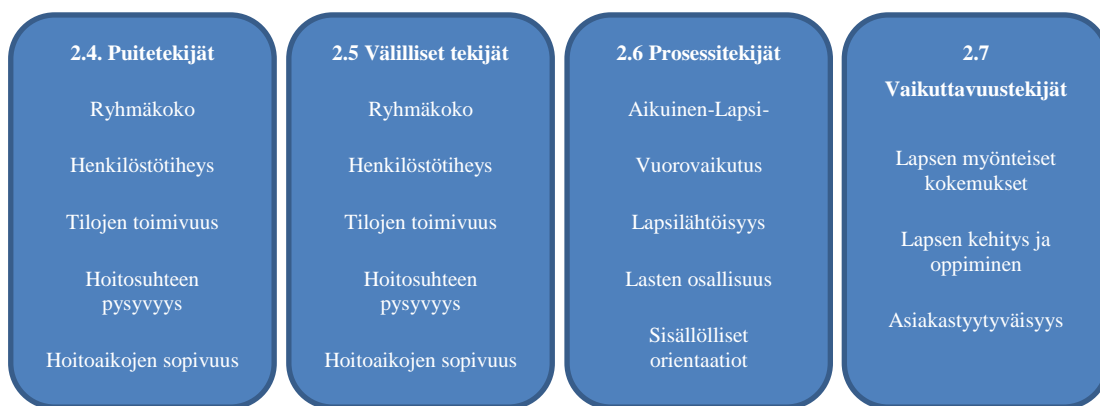 2.4. Puitetekijät
Ryhmäkoko
Henkilöstötiheys
Tilojen toimivuus
Hoitosuhteen
pysyvyys
Hoitoaikojen sopivuus
2.5 Välilliset tekijät
Ryhmäkoko
Henkilöstötiheys
Tilojen toimivuus
Hoitosuhteen
pysyvyys
Hoitoaikojen sopivuus
2.6 Prosessitekijät
Aikuinen-Lapsi-
Vuorovaikutus
Lapsilähtöisyys
Lasten osallisuus
Sisällölliset
orientaatiot
2.7
Vaikuttavuustekijät
Lapsen myönteiset
kokemukset
Lapsen kehitys ja
oppiminen
Asiakastyytyväisyys